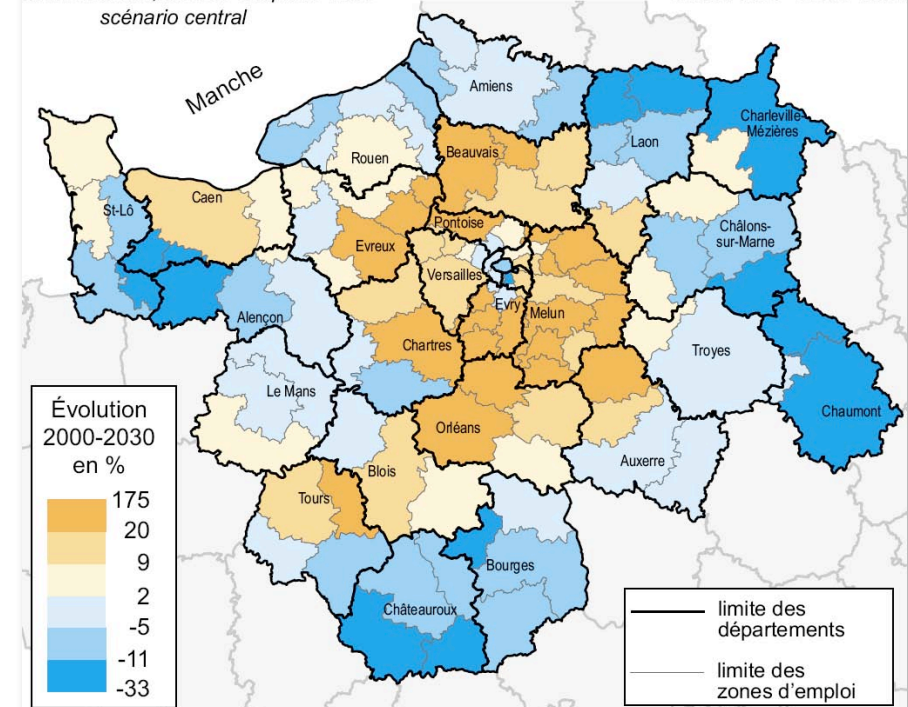 scénario central
Manche
Amiens
Charleville-
Mézières
Laon
Rouen
Beauvais
St-Lô
Caen
Pontoise
Châlons-
sur-Marne
Evreux
Versailles
Evry
Melun
Alençon
Chartres
Troyes
Le Mans
Chaumont
Orléans
Auxerre
Blois
Tours
Bourges
Châteauroux
Évolution
2000-2030
en %
175
20
9
2
-5
-11
-33
limite des
départements
limite des
zones d'emploi